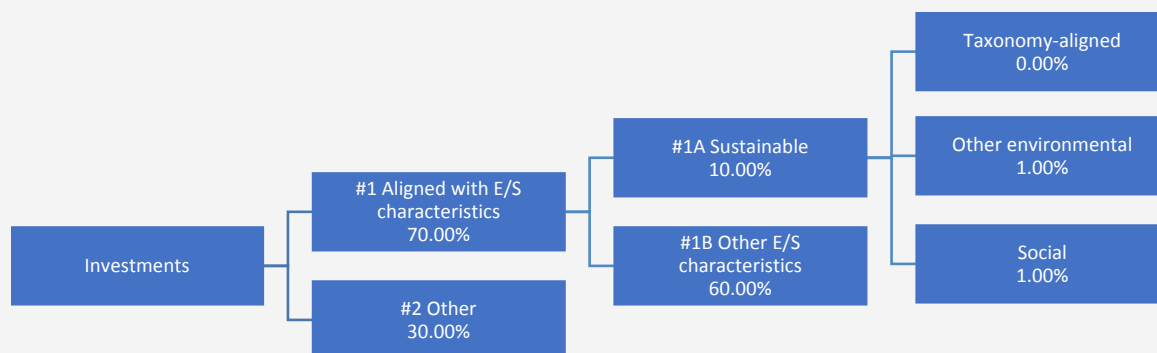 Investments
#1 Aligned with E/S
characteristics
70.00%
#2 Other
30.00%
#1A Sustainable
10.00%
#1B Other E/S
characteristics
60.00%
Taxonomy-aligned
0.00%
Other environmental
1.00%
Social
1.00%